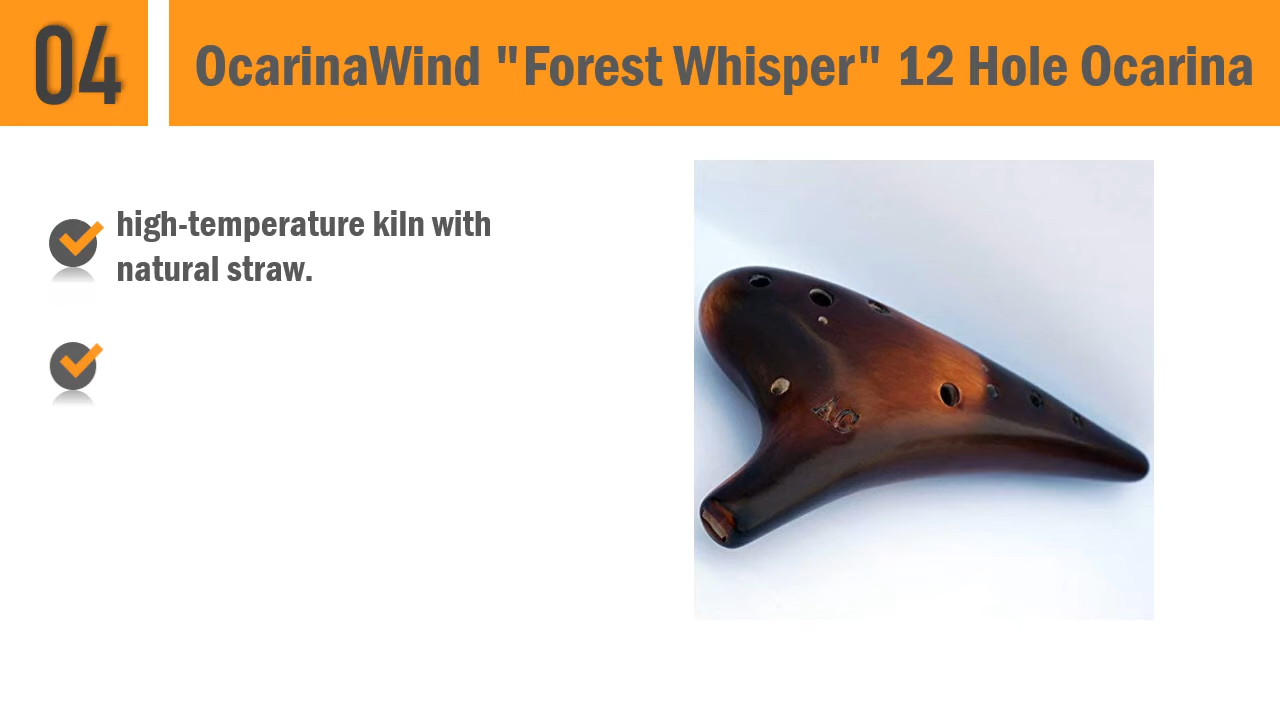 04
OcarinaWind "Forest Whisper" 12 Hole Ocarina
high-temperature kiln with
natural straw.
AC